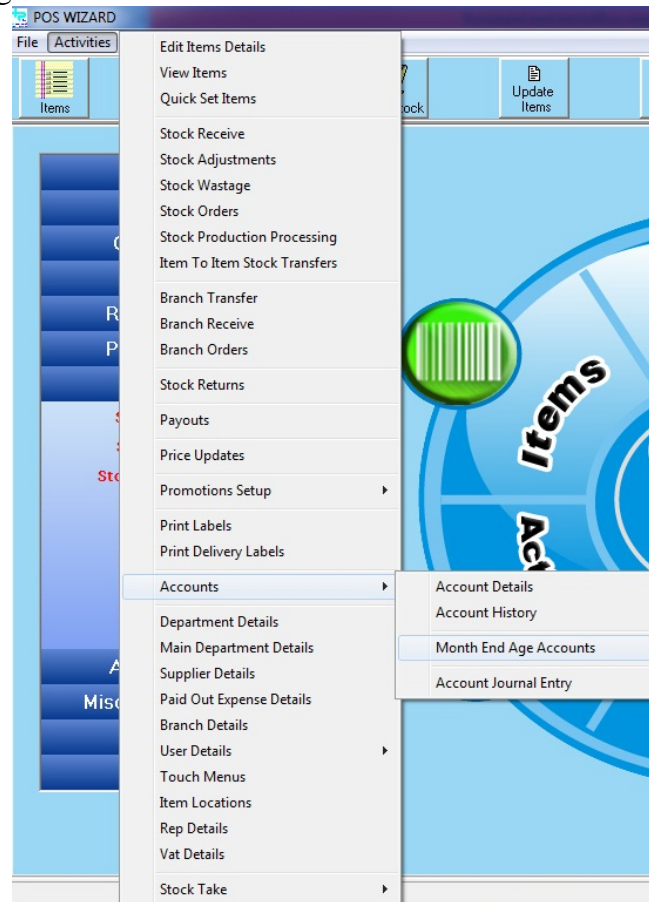 POS WIZARD
File Activities
Items
Update
Items
Edit Items Details
View Items
Quick Set Items
Stock Receive
Stock Adjustments
Stock Wastage
Stock Orders
Stock Production Processing
Item To Item Stock Transfers
Branch Transfer
Branch Receive
Branch Orders
Stock Returns
Payouts
Price Updates
Promotions Setup
Print Labels
Print Delivery Labels
Accounts
Department Details
Main Department Details
Supplier Details
Paid Out Expense Details
Branch Details
User Details
Touch Menus
Item Locations
Rep Details
Vat Details
Stock Take
Account Details
Account History
Month End Age Accounts
Account Journal Entry
Items
Act